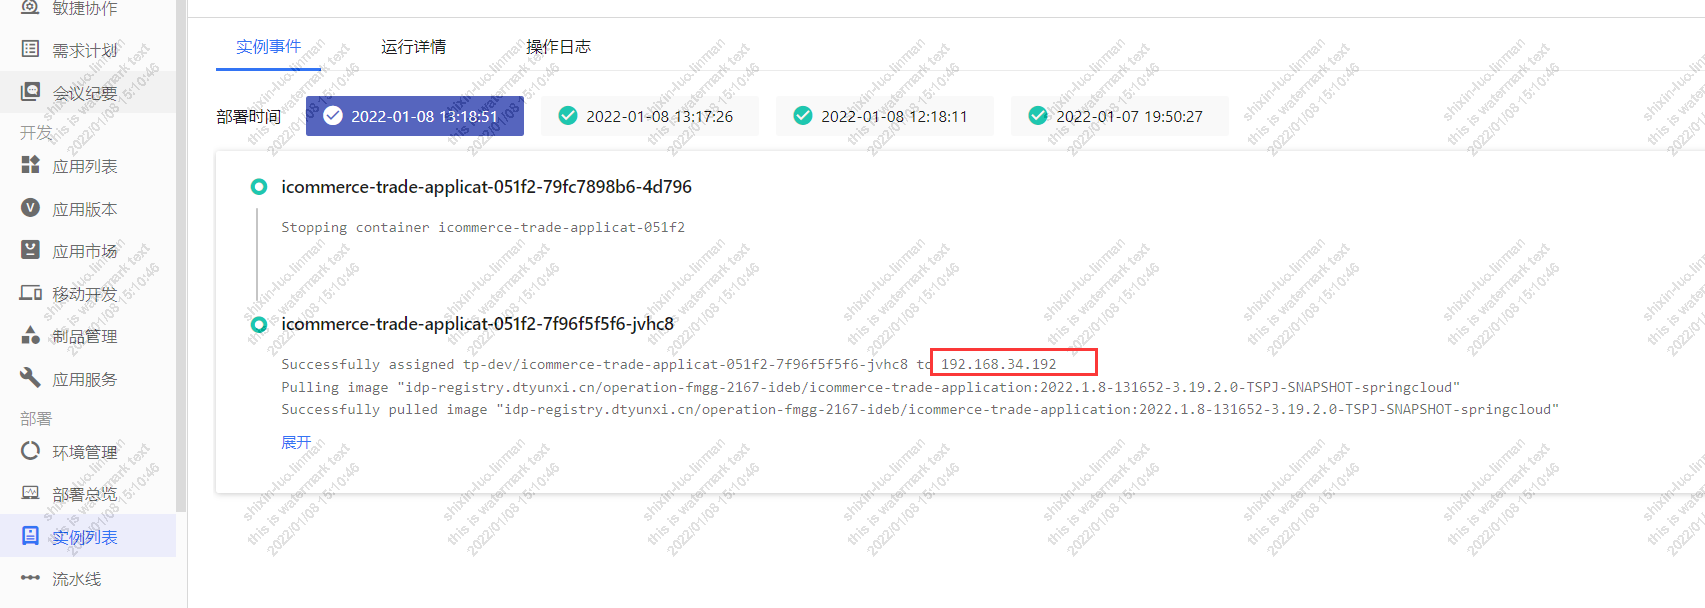 敏捷协作
需求计划
会议纪要
开发
应用列表
应用版本
应用市场
移动开发
制品管理
应用服务
部署
环境管理
部署总览
实例列表
流水线
实例事件 运行详情 操作日志
部署时间 2022-01-08 13:18:51 2022-01-08 13:17:26 2022-01-08 12:18:11 2022-01-07 19:50:27
icommerce-trade-applicat-051f2-79fc7898b6-4d796
Stopping container icommerce-trade-applicat-051f2
icommerce-trade-applicat-051f2-7f96f5f5f6-jvhc8
Successfully assigned tp-dev/icommerce-trade-applicat-051f2-7f96f5f5f6-jvhc8 to 192.168.34.192
Pulling image "idp-registry.dtyunxi.cn/operation-fmgg-2167-ideb/icommerce-trade-application:2022.1.8-131652-3.19.2.0-TSPJ-SNAPSHOT-springcloud"
Successfully pulled image "idp-registry.dtyunxi.cn/operation-fmgg-2167-ideb/icommerce-trade-application:2022.1.8-131652-3.19.2.0-TSPJ-SNAPSHOT-springcloud"
展开
shixin-luo.linman
this is watermark text
2022/01/08 15:10:46